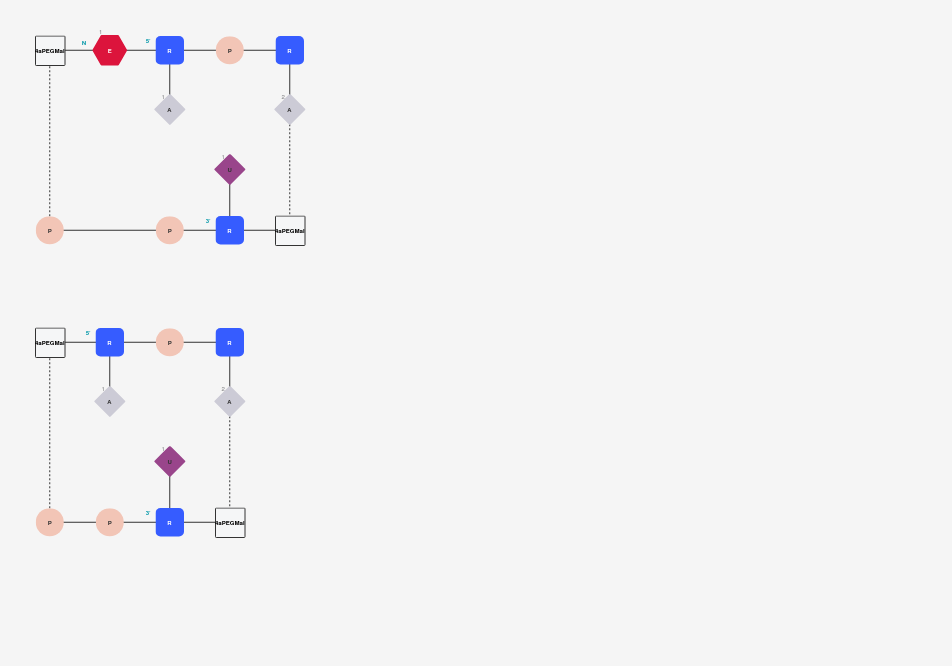 N 1 5'
4aPEGMal E R P R
1 2
A A
1
U
3'
P P R 4aPEGMal
5'
4aPEGMal R P R
1 2
A A
1
U
3'
P P R 4aPEGMal